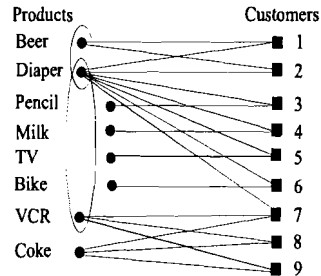 Products Customers
Beer 1
Diaper 2
Pencil 3
Milk 4
TV 5
Bike 6
VCR 7
Coke 8
9